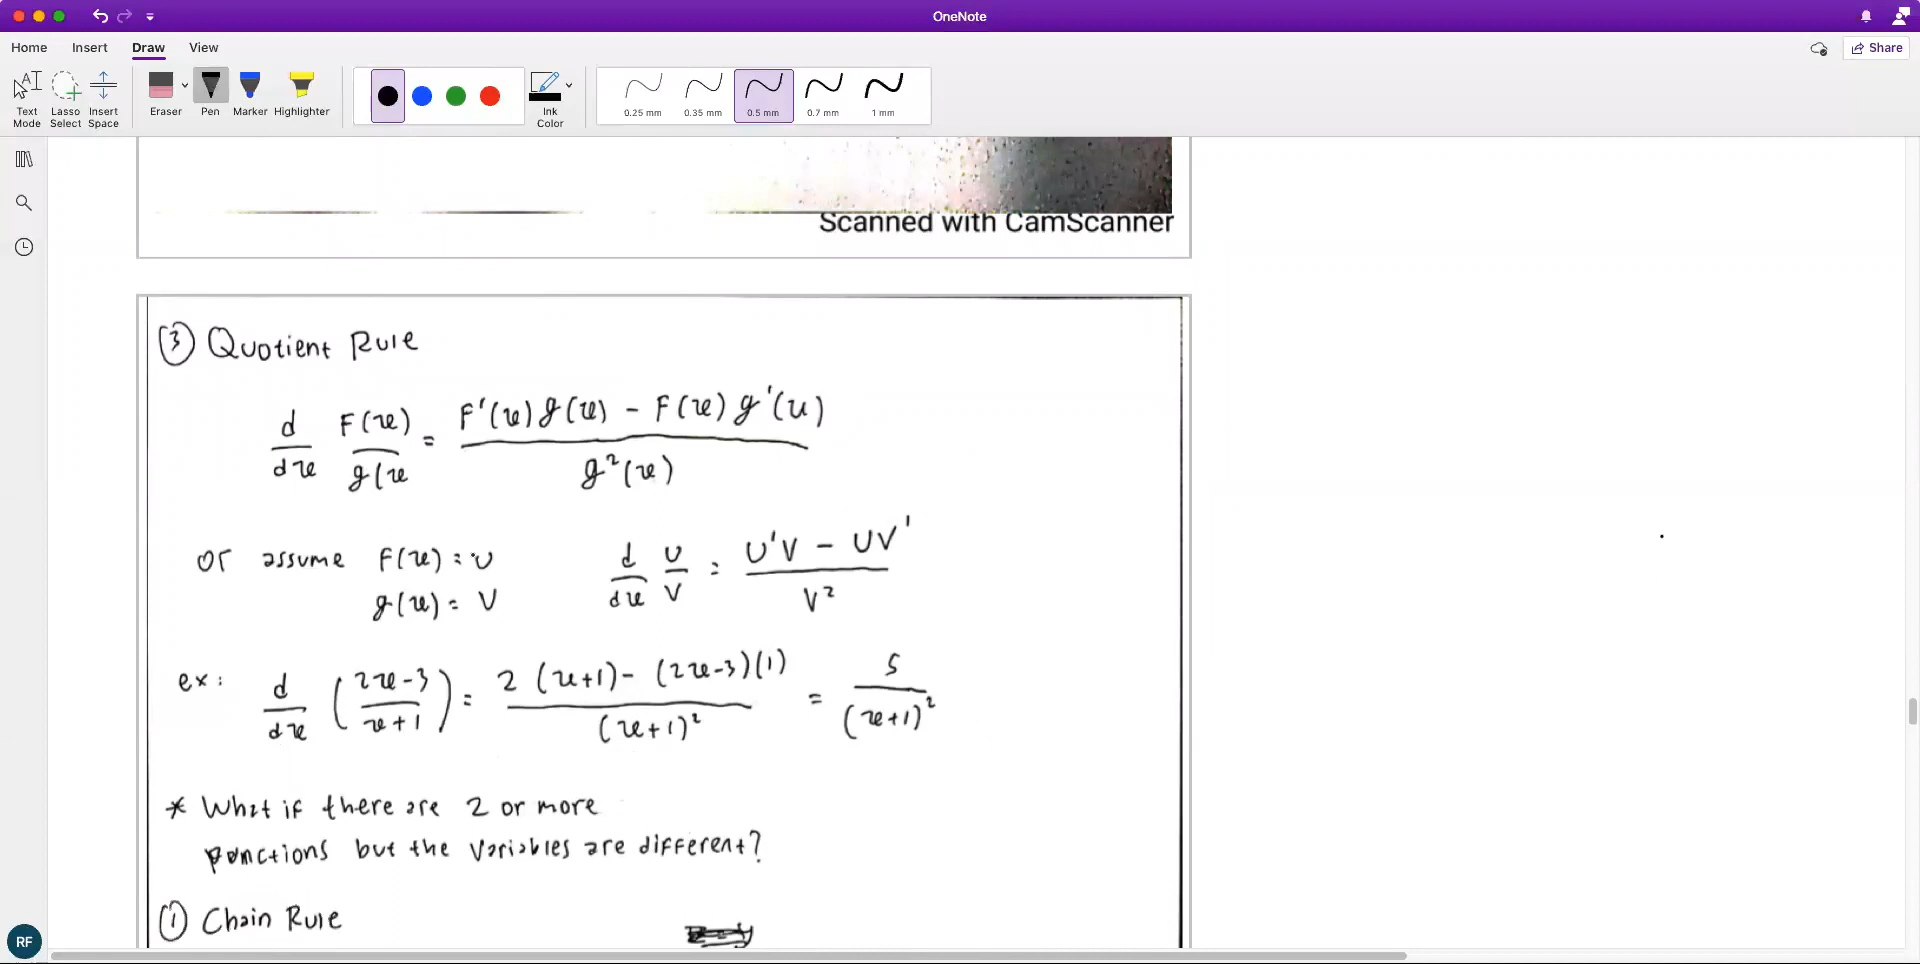 OneNote
Home Insert Draw View
Share
Text Mode
Lasso Select
Insert Space
Eraser
Pen
Marker
Highlighter
Ink Color
0.25 mm
0.35 mm
0.5 mm
0.7 mm
1 mm
Scanned with CamScanner
③ Quotient Rule
d/dx F(x)/g(x = F'(x)g(x) - F(x)g'(x) / g²(x)
or assume F(x) = U
g(x) = V
d/dx U/V = U'V - UV' / V²
ex: d/dx (2x-3 / x+1) = 2(x+1)-(2x-3)(1) / (x+1)² = 5 / (x+1)²
* What if there are 2 or more
functions but the variables are different?
① Chain Rule
RF